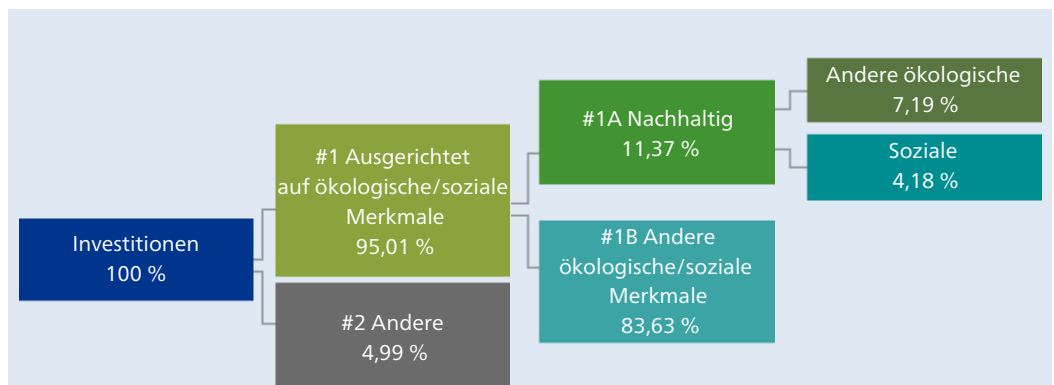 Investitionen
100 %
#1 Ausgerichtet
auf ökologische/soziale
Merkmale
95,01 %
#2 Andere
4,99 %
#1A Nachhaltig
11,37 %
#1B Andere
ökologische/soziale
Merkmale
83,63 %
Andere ökologische
7,19 %
Soziale
4,18 %